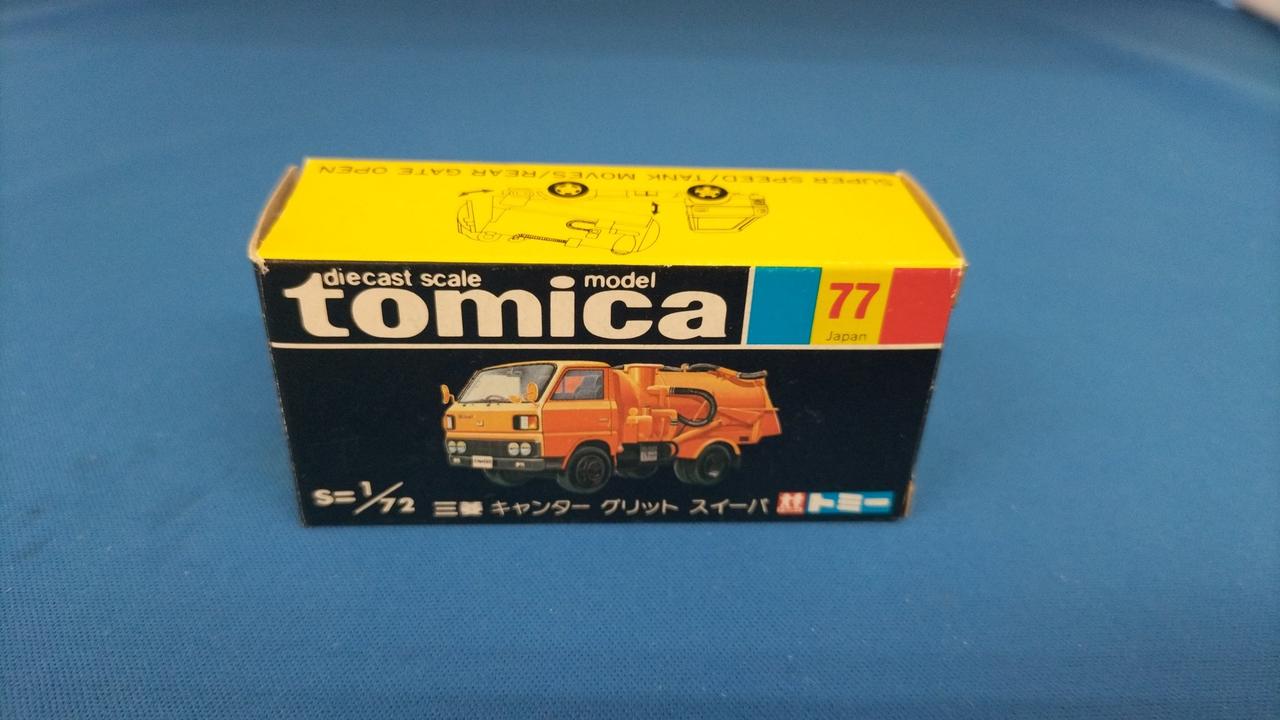 SUPER SPEED/TANK MOVES/REAR GATE OPEN
diecast scale model
tomica
77
Japan
S=1/72 三菱 キャンター グリット スイーパ トミー